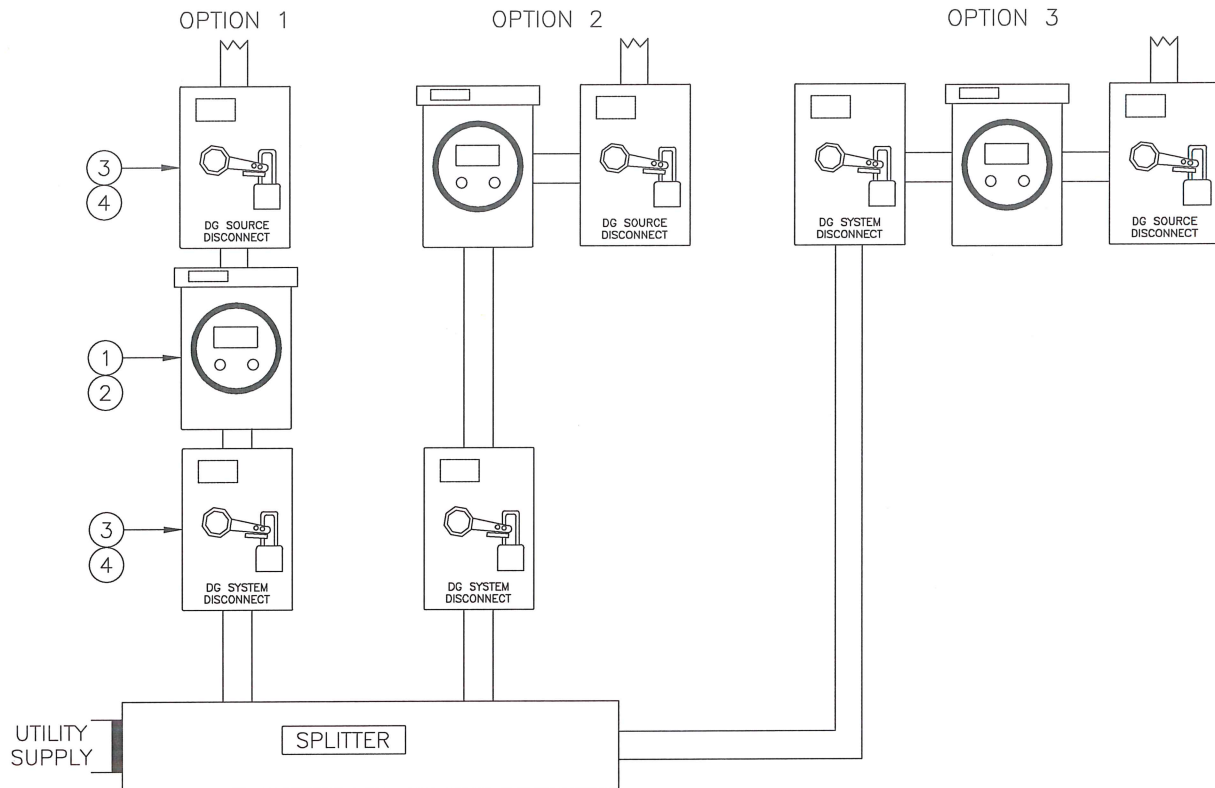 OPTION 1
OPTION 2
OPTION 3
3
4
DG SOURCE
DISCONNECT
DG SOURCE
DISCONNECT
DG SYSTEM
DISCONNECT
DG SOURCE
DISCONNECT
1
2
3
4
DG SYSTEM
DISCONNECT
DG SYSTEM
DISCONNECT
UTILITY
SUPPLY
SPLITTER